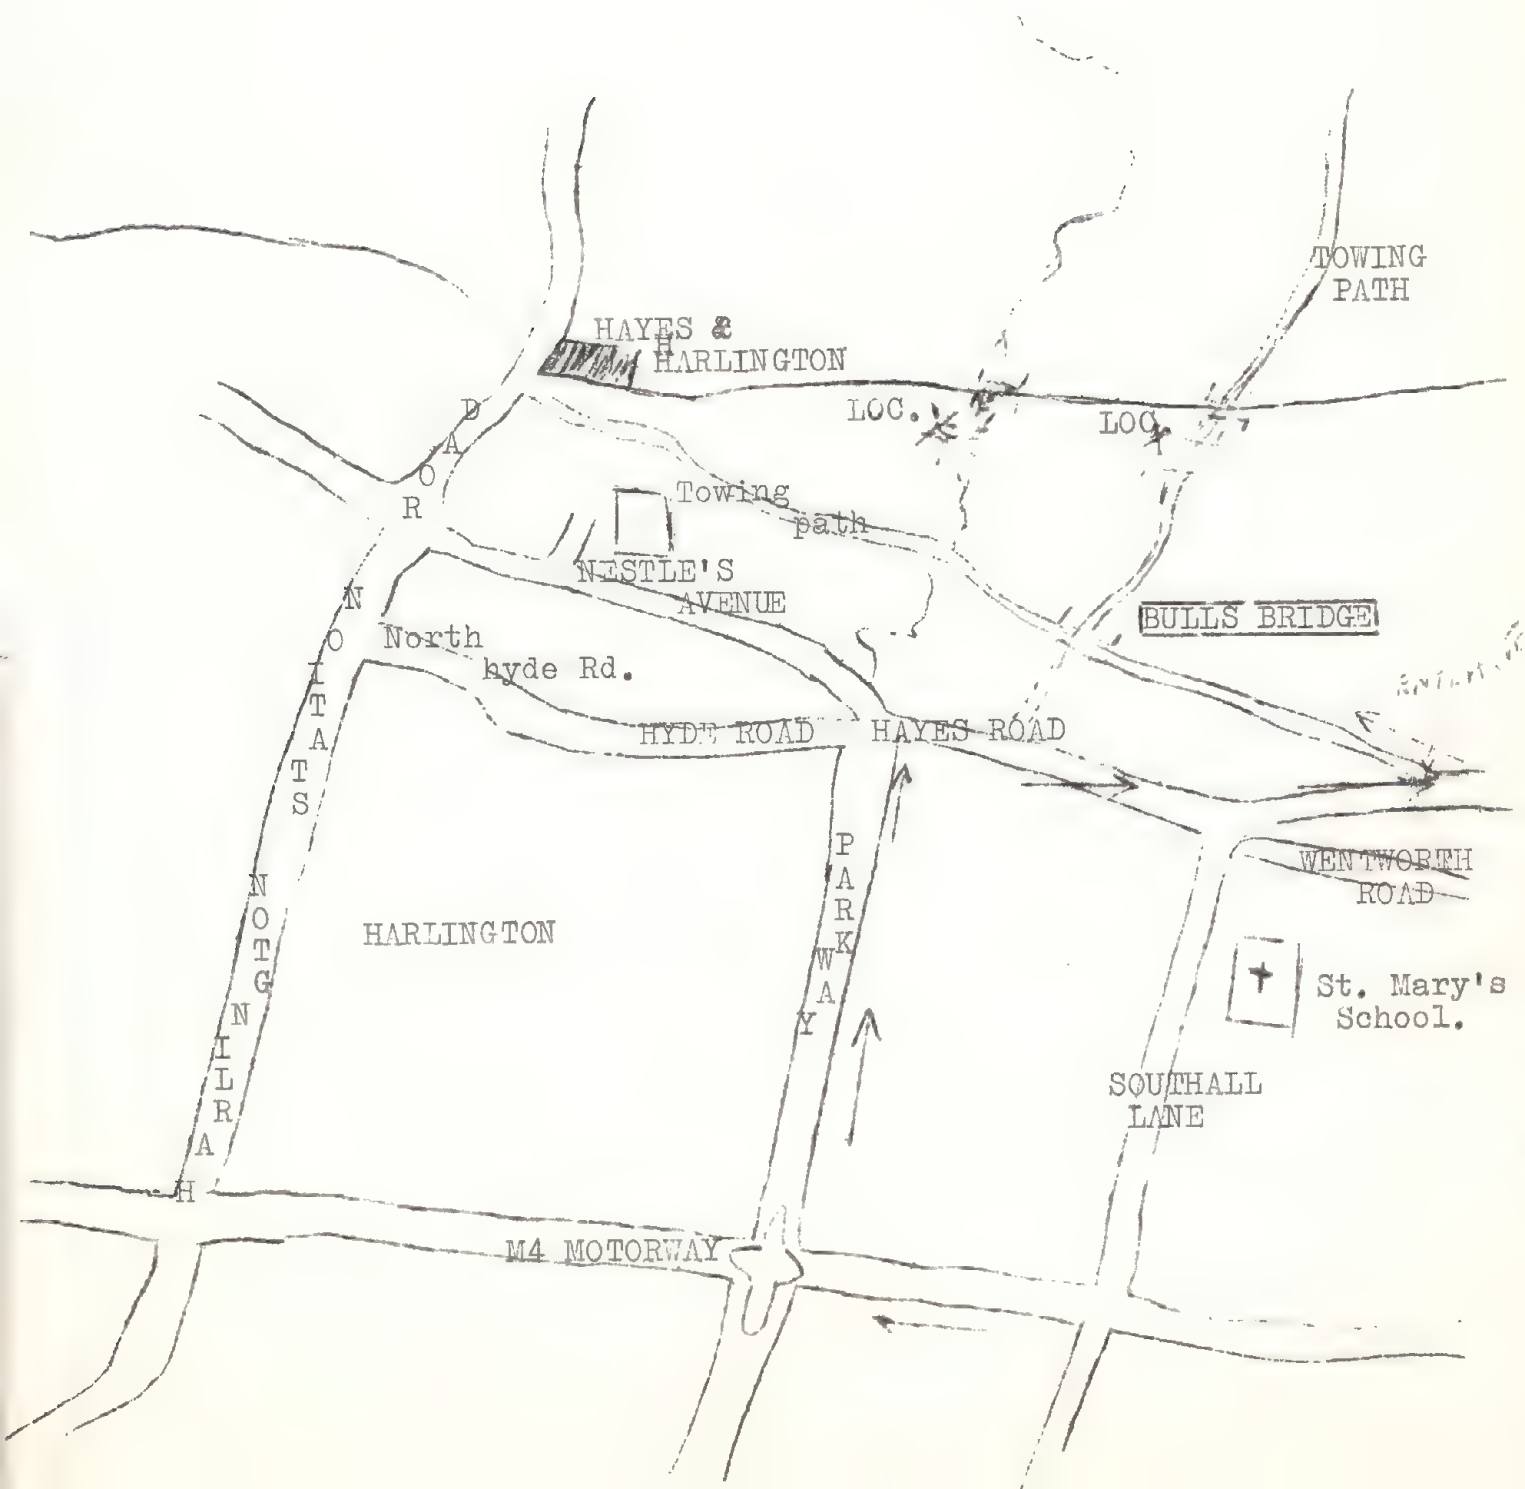 TOWING
PATH
HAYES &
HARLINGTON
LOC.
LOC.
Towing
path
NESTLE'S
AVENUE
BULLS BRIDGE
North
hyde Rd.
HYDE ROAD
HAYES ROAD
HARLINGTON STATION ROAD
PARKWAY
WENTWORTH
ROAD
HARLINGTON
St. Mary's
School.
SOUTHALL
LANE
M4 MOTORWAY